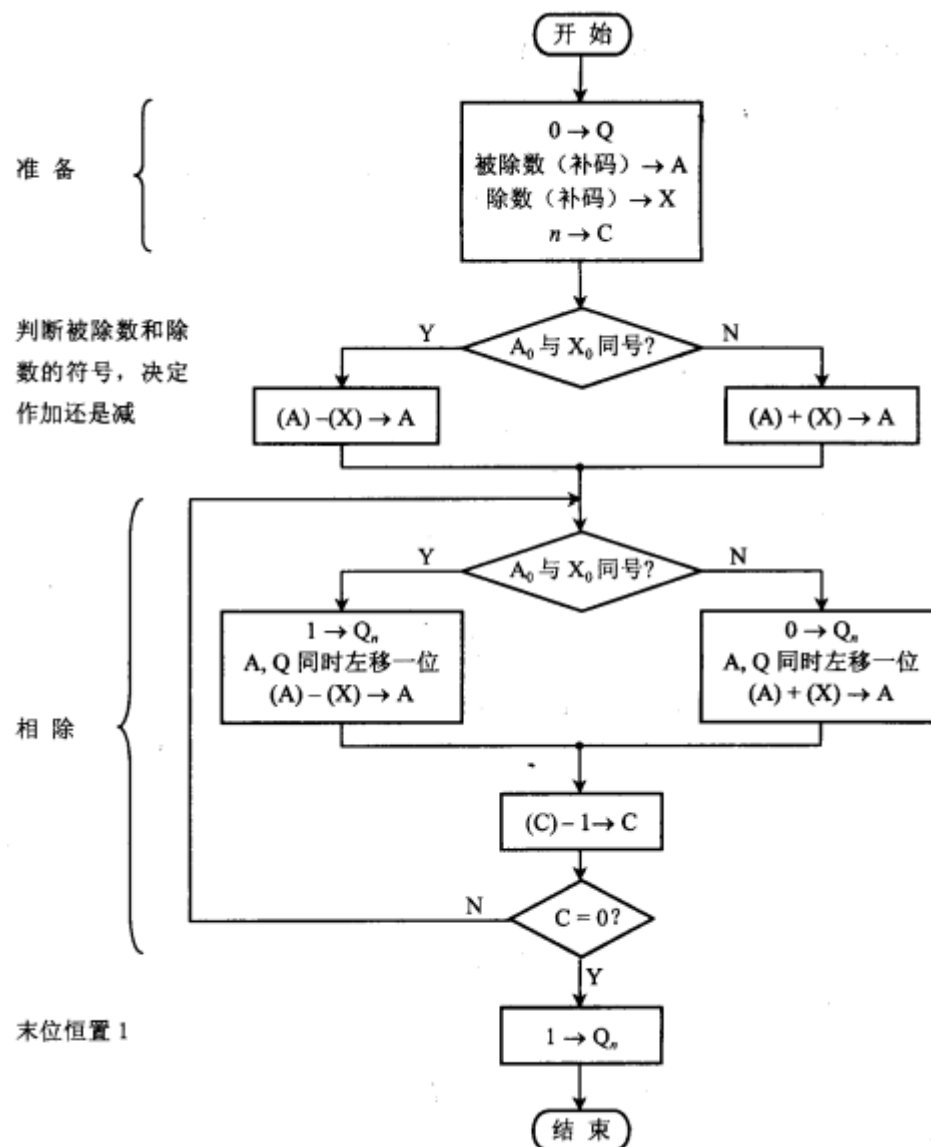 开 始
准 备
0 → Q
被除数（补码）→ A
除数（补码）→ X
n → C
判断被除数和除
数的符号，决定
作加还是减
A₀ 与 X₀ 同号?
Y
N
(A) –(X) → A
(A) + (X) → A
A₀ 与 X₀ 同号?
Y
N
1 → Qₙ
A, Q 同时左移一位
(A) – (X) → A
0 → Qₙ
A, Q 同时左移一位
(A) + (X) → A
相 除
(C) – 1 → C
N
C = 0?
Y
末位恒置 1
1 → Qₙ
结 束